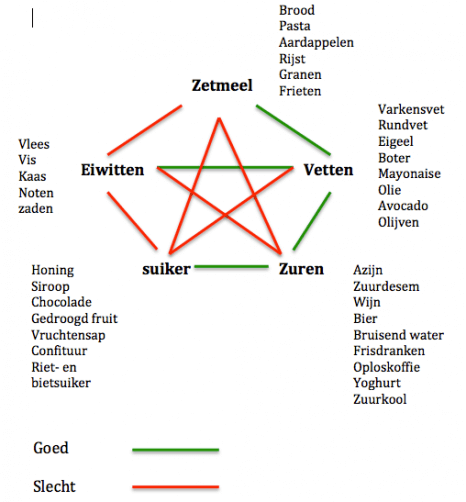 Brood
Pasta
Aardappelen
Rijst
Granen
Frieten
Zetmeel
Varkensvet
Rundvet
Eigeel
Boter
Mayonaise
Olie
Avocado
Olijven
Vlees
Vis
Kaas
Noten
zaden
Eiwitten
Vetten
suiker
Zuren
Honing
Siroop
Chocolade
Gedroogd fruit
Vruchtensap
Confituur
Riet- en
bietsuiker
Azijn
Zuurdesem
Wijn
Bier
Bruisend water
Frisdranken
Oploskoffie
Yoghurt
Zuurkool
Goed
Slecht